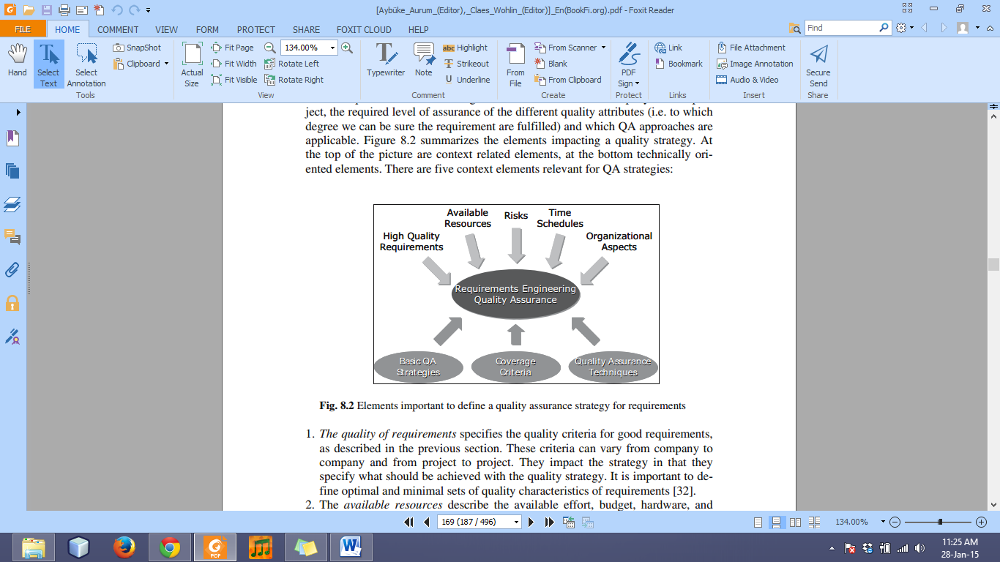 [Aybüke_Aurum_(Editor),_Claes_Wohlin_(Editor)]_En(BookFi.org).pdf - Foxit Reader
FILE HOME COMMENT VIEW FORM PROTECT SHARE FOXIT CLOUD HELP Find
Hand
Select
Text
Select
Annotation
SnapShot
Clipboard
Tools
Actual
Size
Fit Page
Fit Width
Fit Visible
134.00%
Rotate Left
Rotate Right
View
Typewriter
Note
Highlight
Strikeout
Underline
Comment
From
File
From Scanner
Blank
From Clipboard
Create
PDF
Sign
Protect
Link
Bookmark
Links
File Attachment
Image Annotation
Audio & Video
Insert
Secure
Send
Share
ject, the required level of assurance of the different quality attributes (i.e. to which
degree we can be sure the requirement are fulfilled) and which QA approaches are
applicable. Figure 8.2 summarizes the elements impacting a quality strategy. At
the top of the picture are context related elements, at the bottom technically ori-
ented elements. There are five context elements relevant for QA strategies:
High Quality
Requirements
Available
Resources
Risks
Time
Schedules
Organizational
Aspects
Requirements Engineering
Quality Assurance
Basic QA
Strategies
Coverage
Criteria
Quality Assurance
Techniques
Fig. 8.2 Elements important to define a quality assurance strategy for requirements
1. The quality of requirements specifies the quality criteria for good requirements,
as described in the previous section. These criteria can vary from company to
company and from project to project. They impact the strategy in that they
specify what should be achieved with the quality strategy. It is important to de-
fine optimal and minimal sets of quality characteristics of requirements [32].
2. The available resources describe the available effort, budget, hardware, and
169 (187 / 496)
134.00%
11:25 AM
28-Jan-15